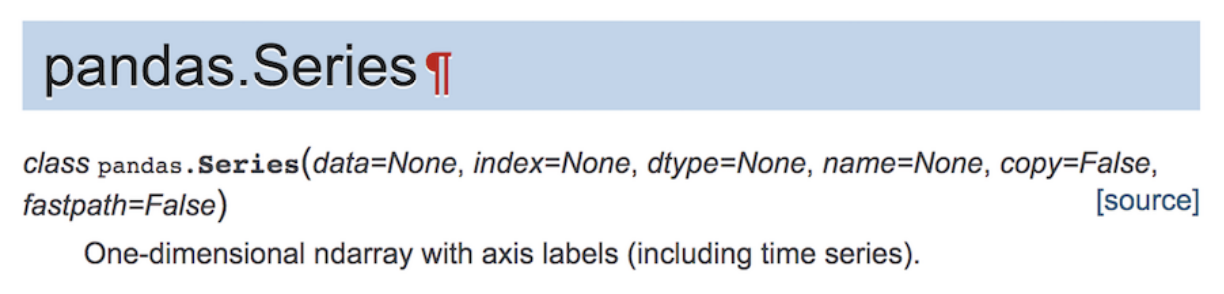 pandas.Series¶
class pandas.Series(data=None, index=None, dtype=None, name=None, copy=False,
fastpath=False) [source]
One-dimensional ndarray with axis labels (including time series).